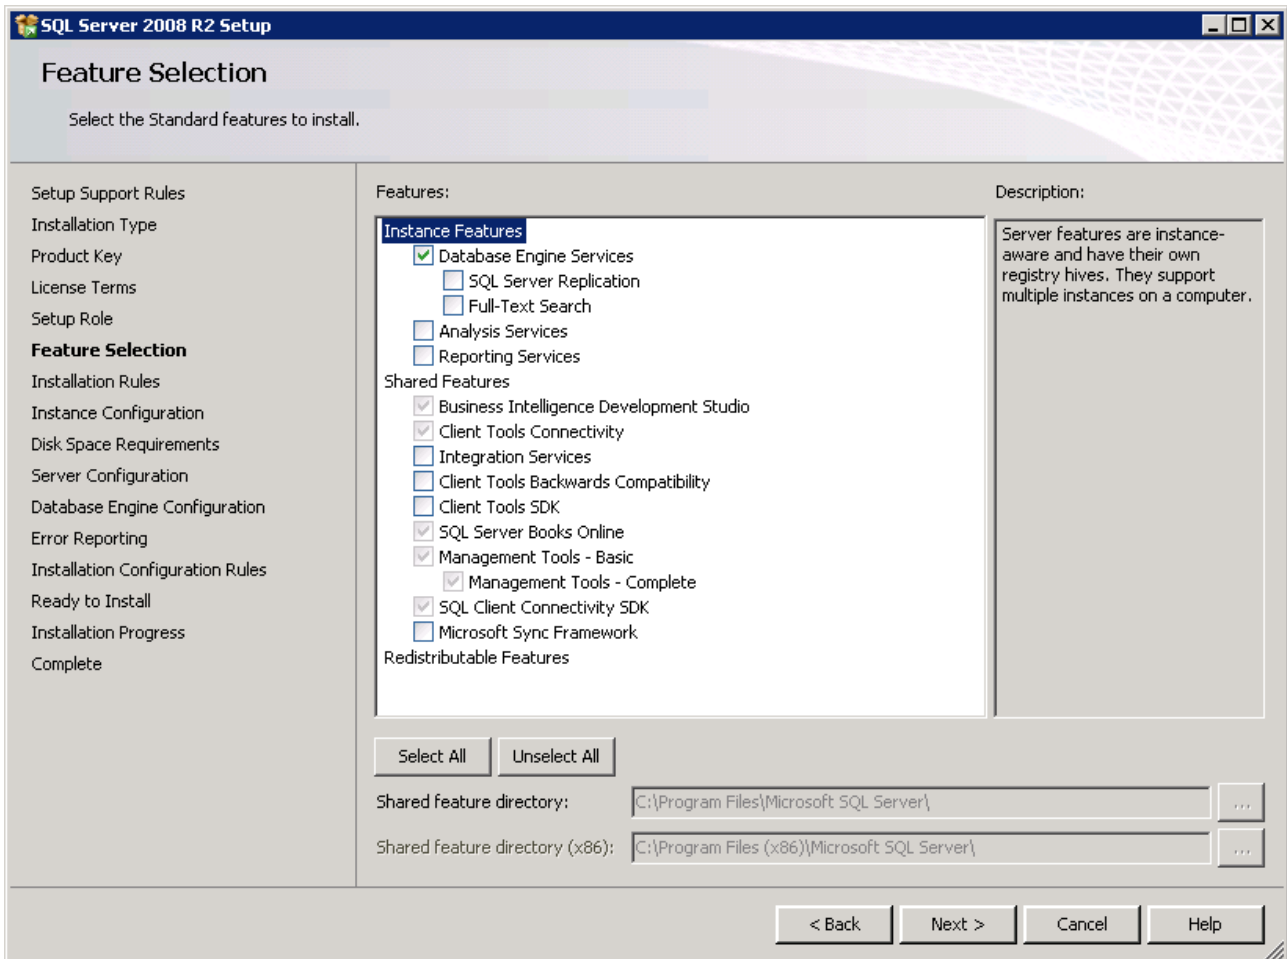 SQL Server 2008 R2 Setup
Feature Selection
Select the Standard features to install.
Setup Support Rules
Installation Type
Product Key
License Terms
Setup Role
Feature Selection
Installation Rules
Instance Configuration
Disk Space Requirements
Server Configuration
Database Engine Configuration
Error Reporting
Installation Configuration Rules
Ready to Install
Installation Progress
Complete
Features:
Instance Features
Database Engine Services
SQL Server Replication
Full-Text Search
Analysis Services
Reporting Services
Shared Features
Business Intelligence Development Studio
Client Tools Connectivity
Integration Services
Client Tools Backwards Compatibility
Client Tools SDK
SQL Server Books Online
Management Tools - Basic
Management Tools - Complete
SQL Client Connectivity SDK
Microsoft Sync Framework
Redistributable Features
Description:
Server features are instance-
aware and have their own
registry hives. They support
multiple instances on a computer.
Select All
Unselect All
Shared feature directory:
C:\Program Files\Microsoft SQL Server\
...
Shared feature directory (x86):
C:\Program Files (x86)\Microsoft SQL Server\
...
< Back
Next >
Cancel
Help